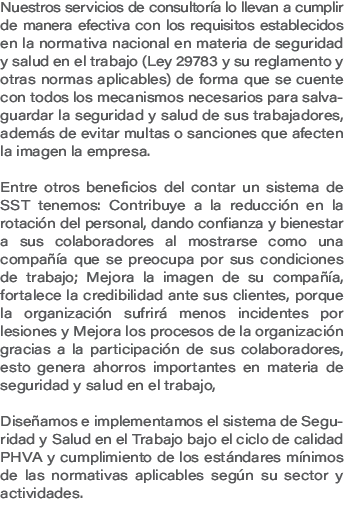 Nuestros servicios de consultoría lo llevan a cumplir
de manera efectiva con los requisitos establecidos
en la normativa nacional en materia de seguridad
y salud en el trabajo (Ley 29783 y su reglamento y
otras normas aplicables) de forma que se cuente
con todos los mecanismos necesarios para salva-
guardar la seguridad y salud de sus trabajadores,
además de evitar multas o sanciones que afecten
la imagen la empresa.

Entre otros beneficios del contar un sistema de
SST tenemos: Contribuye a la reducción en la
rotación del personal, dando confianza y bienestar
a sus colaboradores al mostrarse como una
compañía que se preocupa por sus condiciones
de trabajo; Mejora la imagen de su compañía,
fortalece la credibilidad ante sus clientes, porque
la organización sufrirá menos incidentes por
lesiones y Mejora los procesos de la organización
gracias a la participación de sus colaboradores,
esto genera ahorros importantes en materia de
seguridad y salud en el trabajo,

Diseñamos e implementamos el sistema de Segu-
ridad y Salud en el Trabajo bajo el ciclo de calidad
PHVA y cumplimiento de los estándares mínimos
de las normativas aplicables según su sector y
actividades.